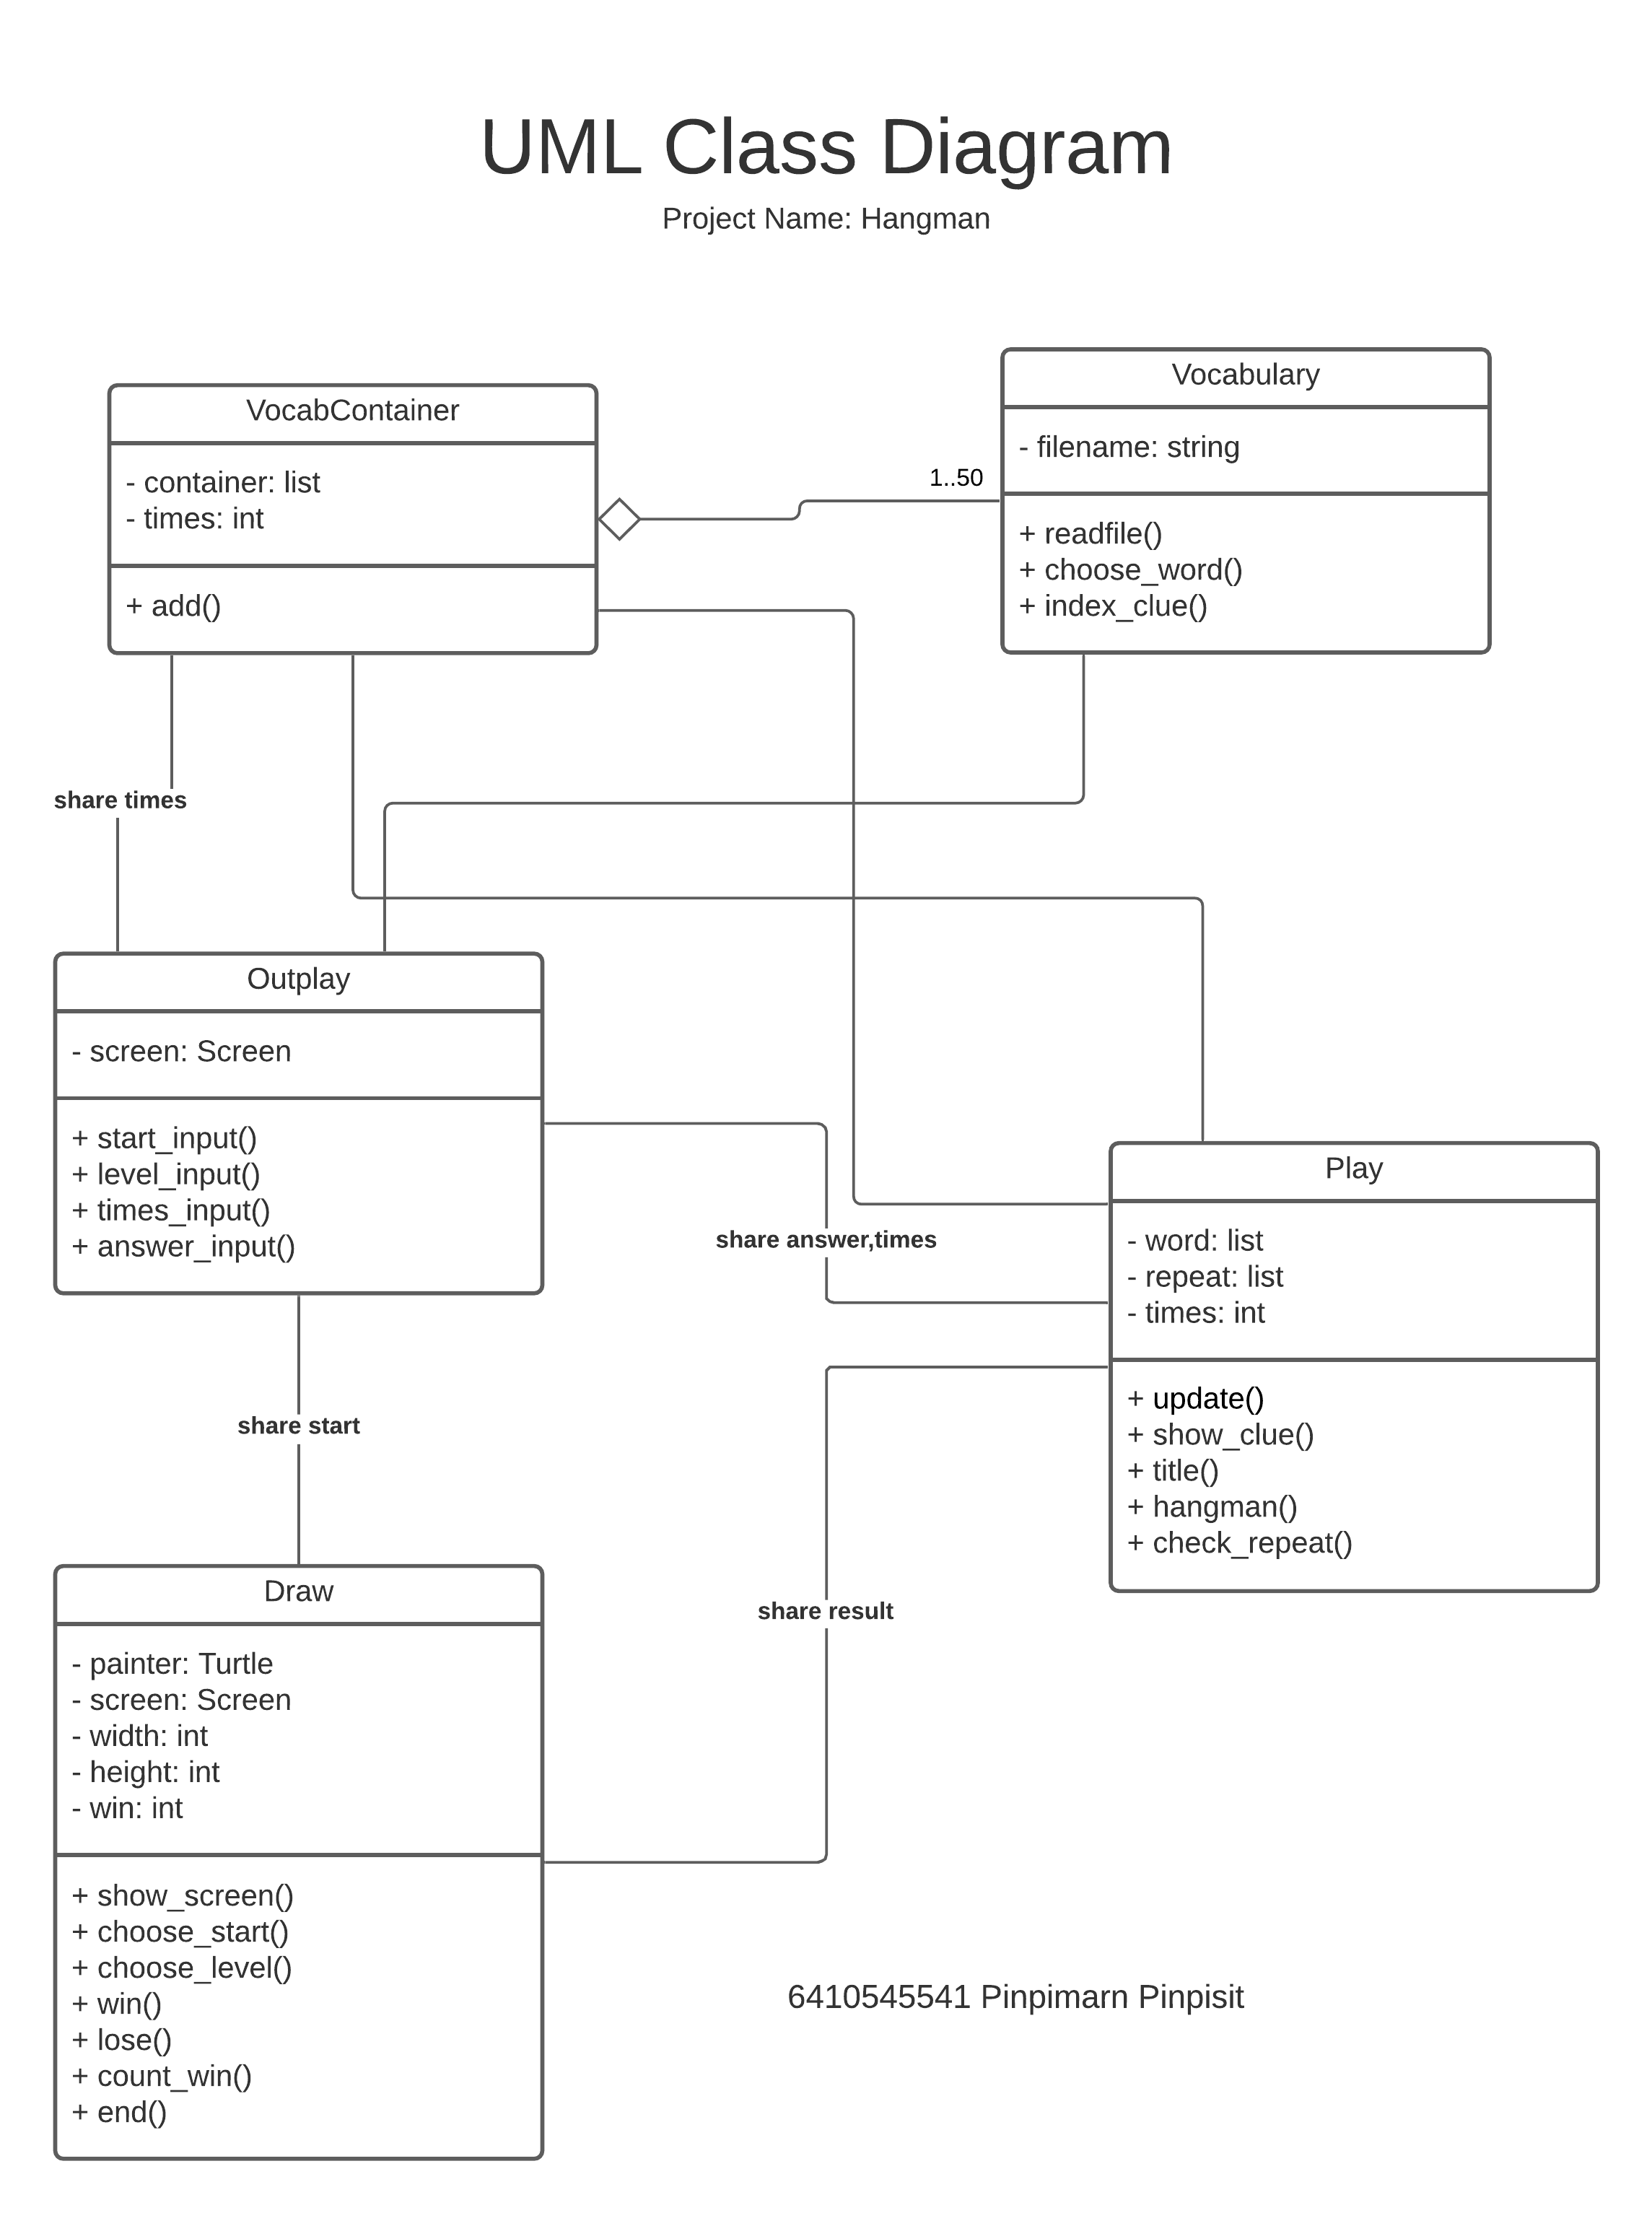 UML Class Diagram
Project Name: Hangman
VocabContainer
- container: list
- times: int
+ add()
1..50
Vocabulary
- filename: string
+ readfile()
+ choose_word()
+ index_clue()
share times
Outplay
- screen: Screen
+ start_input()
+ level_input()
+ times_input()
+ answer_input()
share answer,times
Play
- word: list
- repeat: list
- times: int
+ update()
+ show_clue()
+ title()
+ hangman()
+ check_repeat()
share start
share result
Draw
- painter: Turtle
- screen: Screen
- width: int
- height: int
- win: int
+ show_screen()
+ choose_start()
+ choose_level()
+ win()
+ lose()
+ count_win()
+ end()
6410545541 Pinpimarn Pinpisit